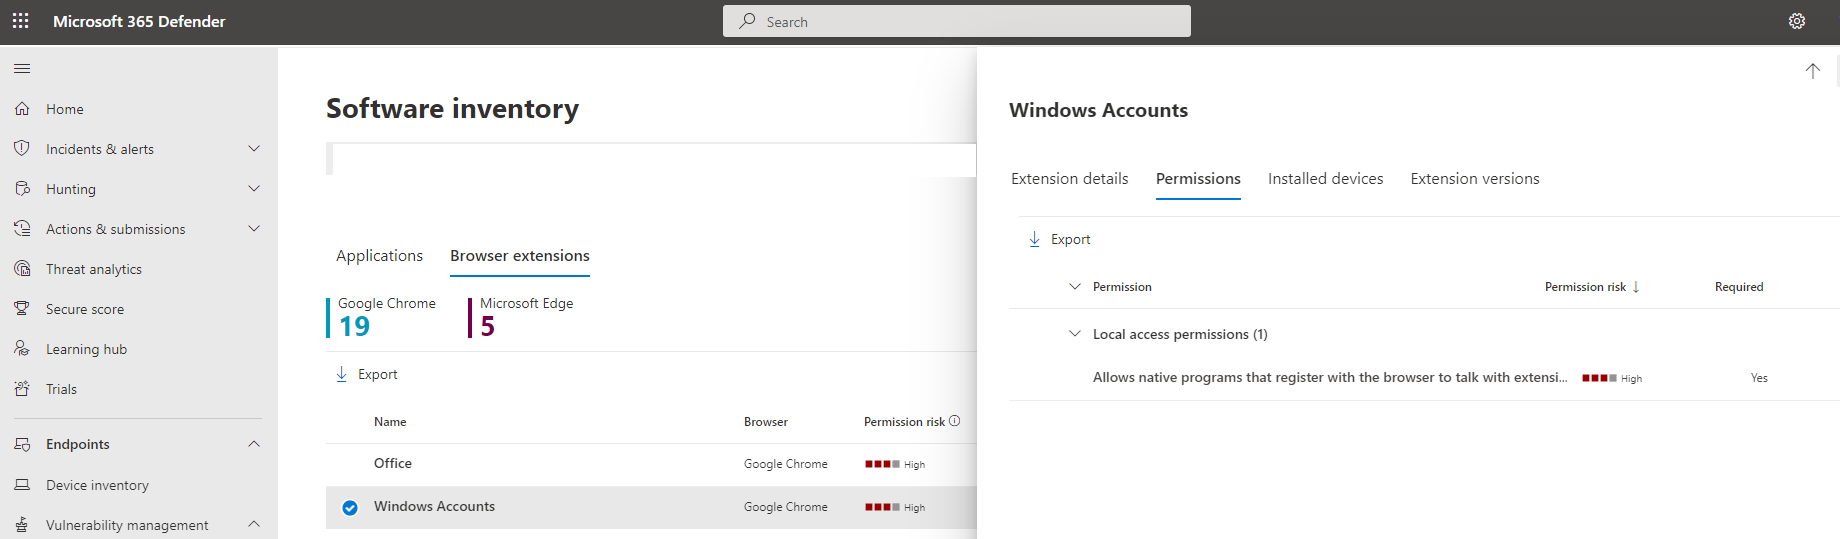 Microsoft 365 Defender
Search
Home
Incidents & alerts
Hunting
Actions & submissions
Threat analytics
Secure score
Learning hub
Trials
Endpoints
Device inventory
Vulnerability management
Software inventory
Applications
Browser extensions
Google Chrome
19
Microsoft Edge
5
Export
Name Browser Permission risk
Office Google Chrome High
Windows Accounts Google Chrome High
Windows Accounts
Extension details Permissions Installed devices Extension versions
Export
Permission Permission risk Required
Local access permissions (1)
Allows native programs that register with the browser to talk with extensi... High Yes